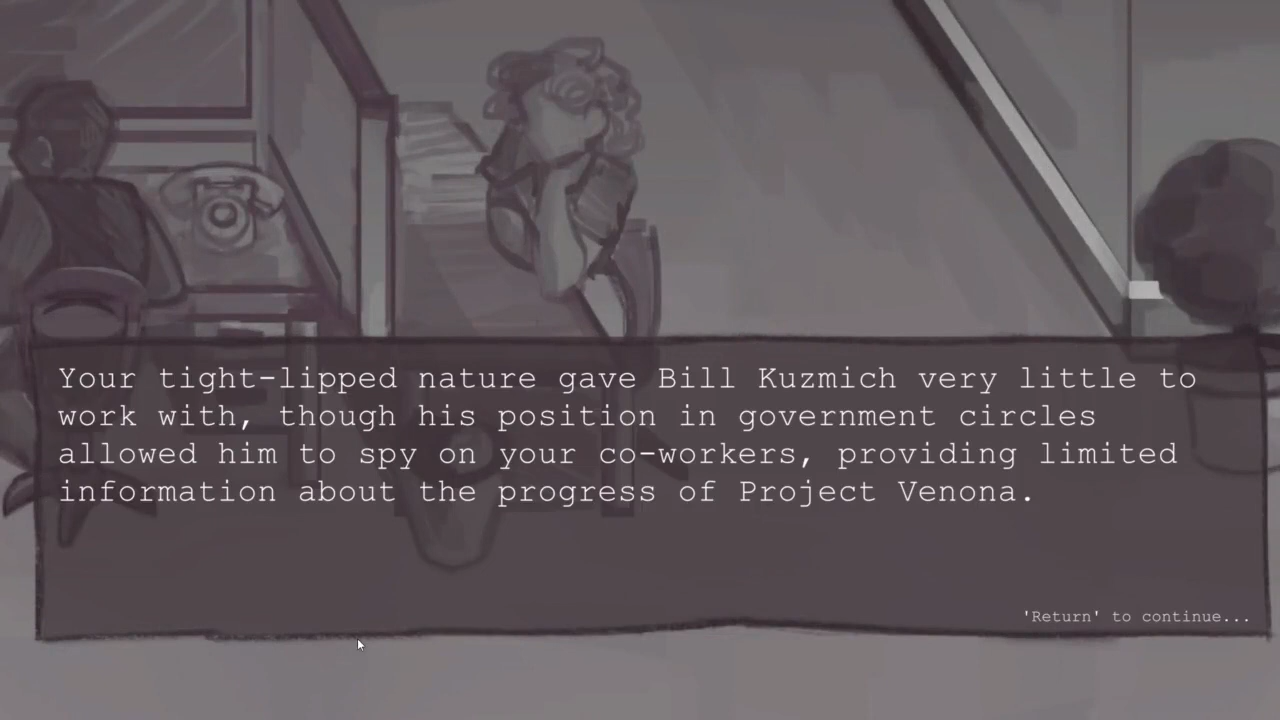 Your tight-lipped nature gave Bill Kuzmich very little to
work with, though his position in government circles
allowed him to spy on your co-workers, providing limited
information about the progress of Project Venona.
'Return' to continue...